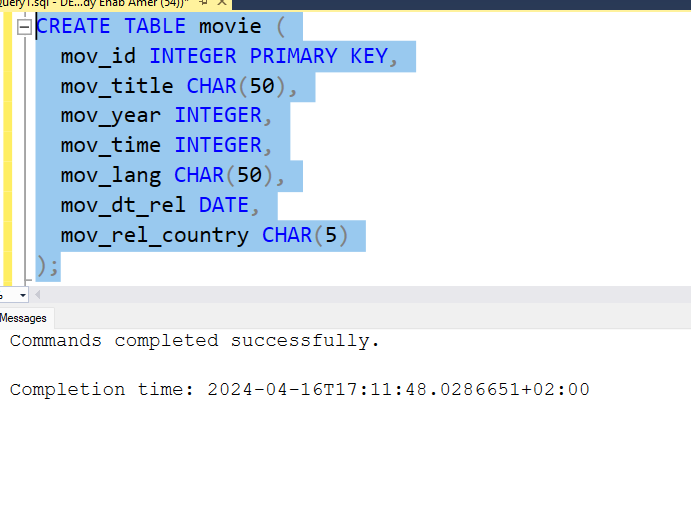 uery1.sql - DE...dy Ehab Amer (54))*
CREATE TABLE movie (
mov_id INTEGER PRIMARY KEY,
mov_title CHAR(50),
mov_year INTEGER,
mov_time INTEGER,
mov_lang CHAR(50),
mov_dt_rel DATE,
mov_rel_country CHAR(5)
);
Messages
Commands completed successfully.
Completion time: 2024-04-16T17:11:48.0286651+02:00